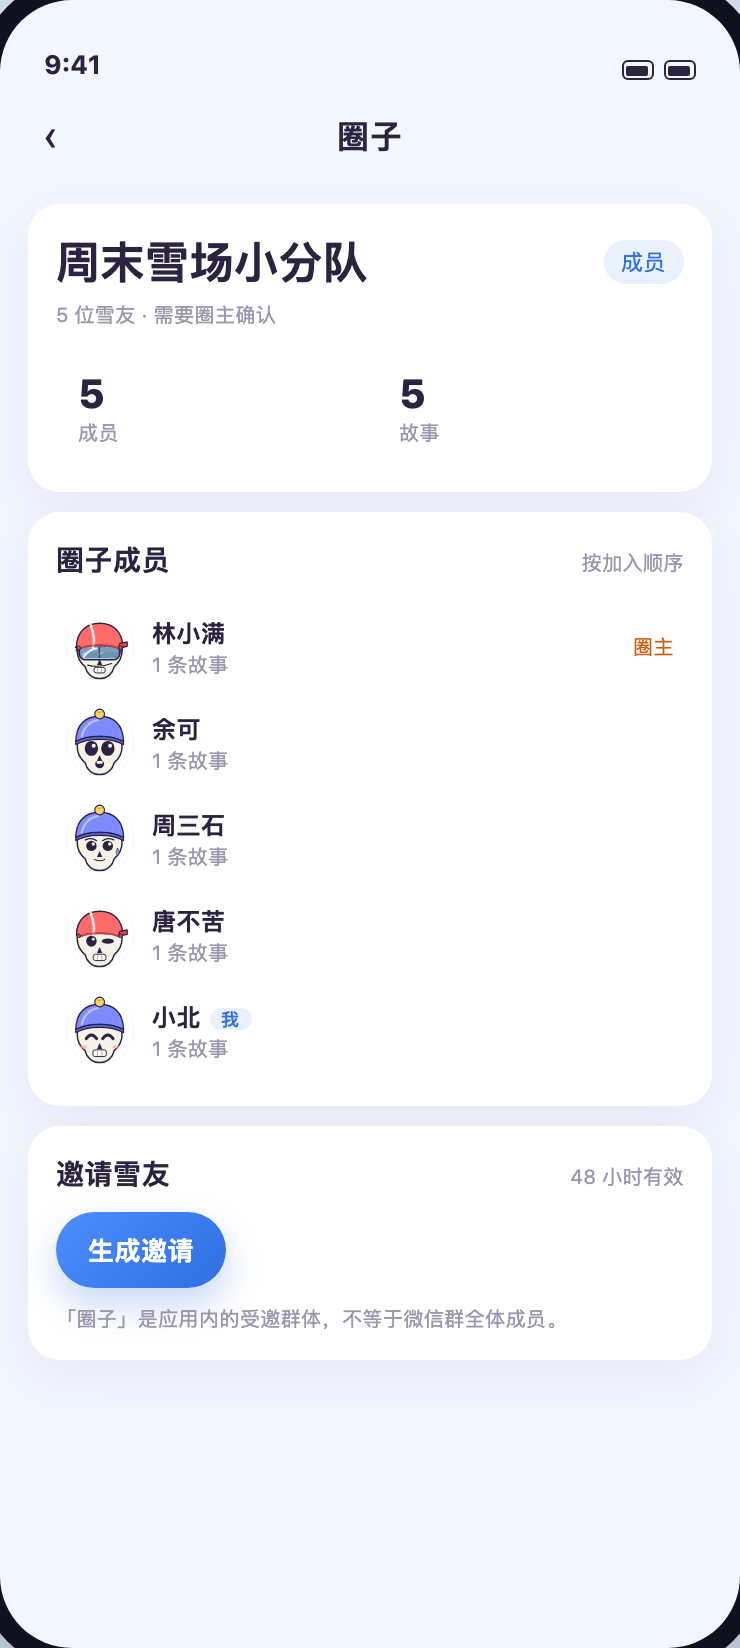 9:41
圈子
周末雪场小分队
成员
5 位雪友 · 需要圈主确认
5
成员
5
故事
圈子成员
按加入顺序
林小满
1 条故事
圈主
余可
1 条故事
周三石
1 条故事
唐不苦
1 条故事
小北 我
1 条故事
邀请雪友
48 小时有效
生成邀请
「圈子」是应用内的受邀群体，不等于微信群全体成员。